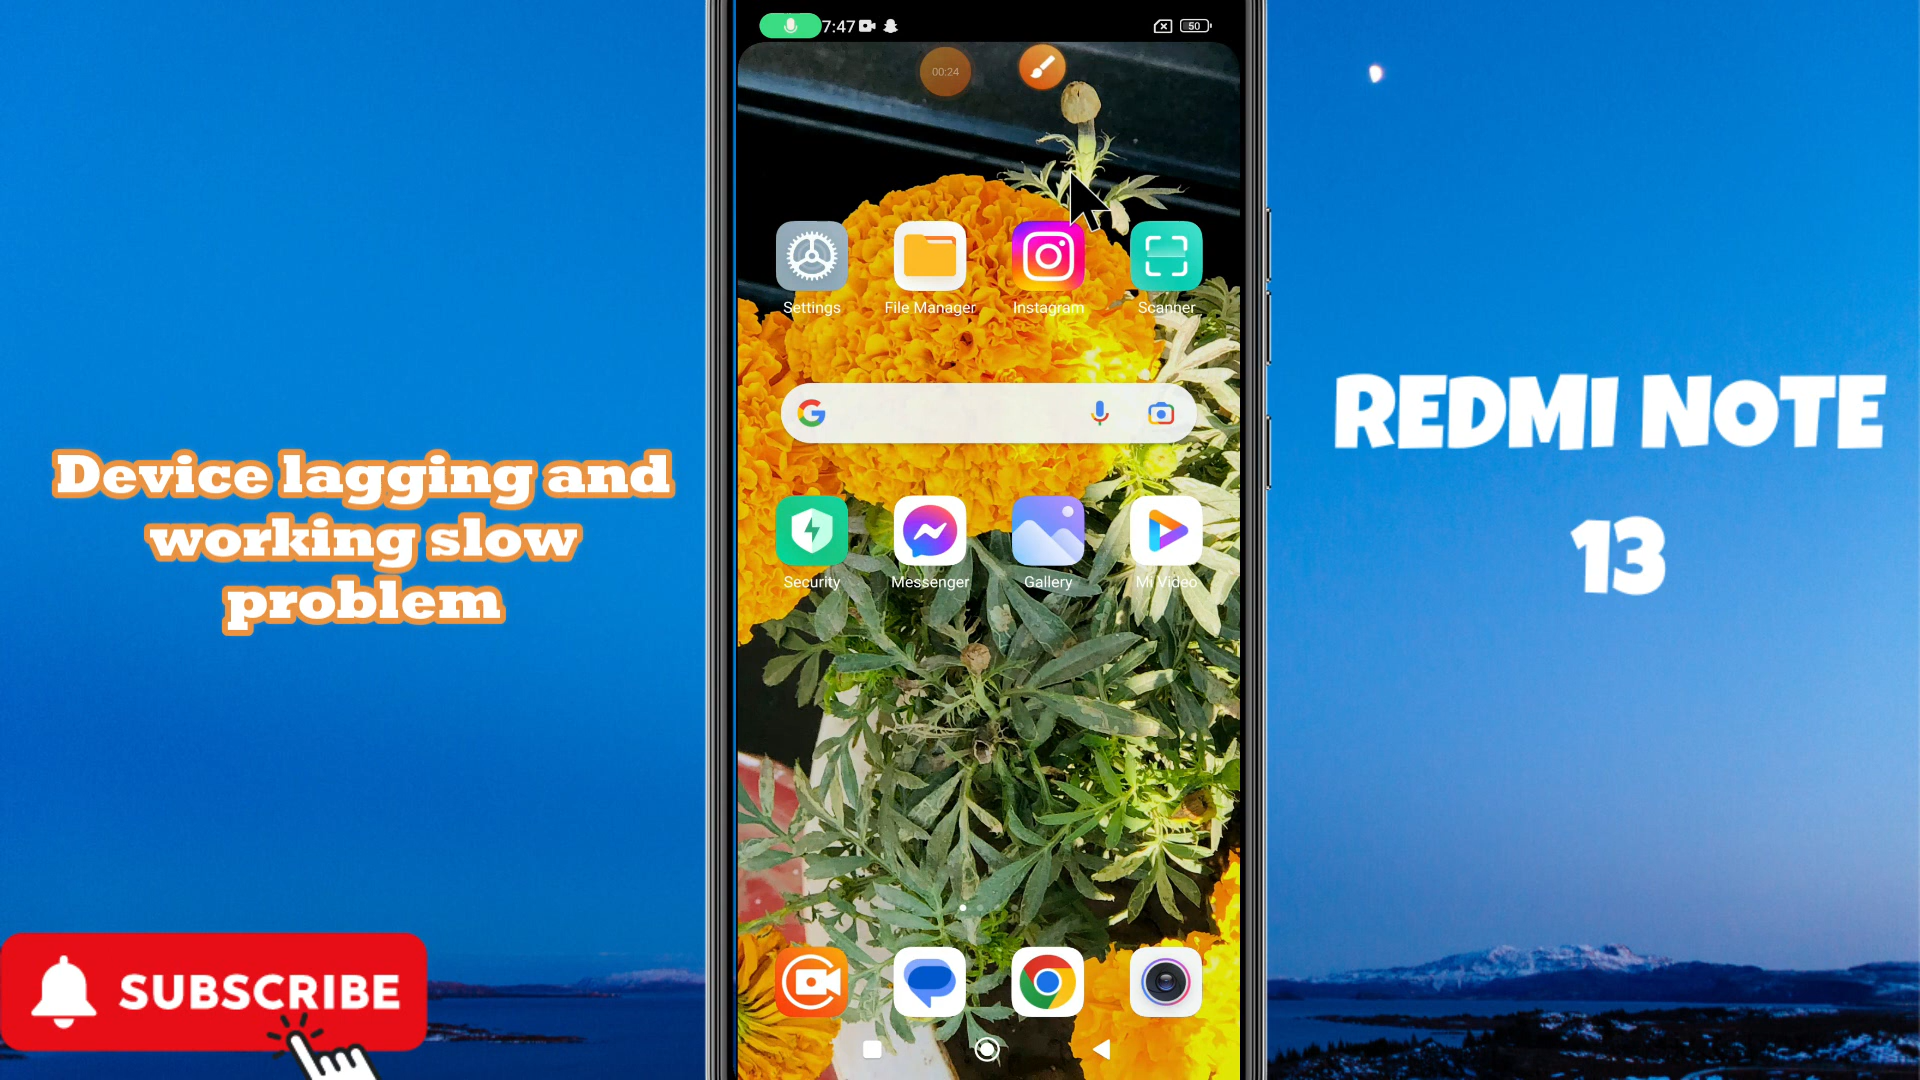 7:47
50
00:24
Settings
File Manager
Instagram
Scanner
Device lagging and
working slow
problem
REDMI NOTE
13
Security
Messenger
Gallery
Mi Video
SUBSCRIBE